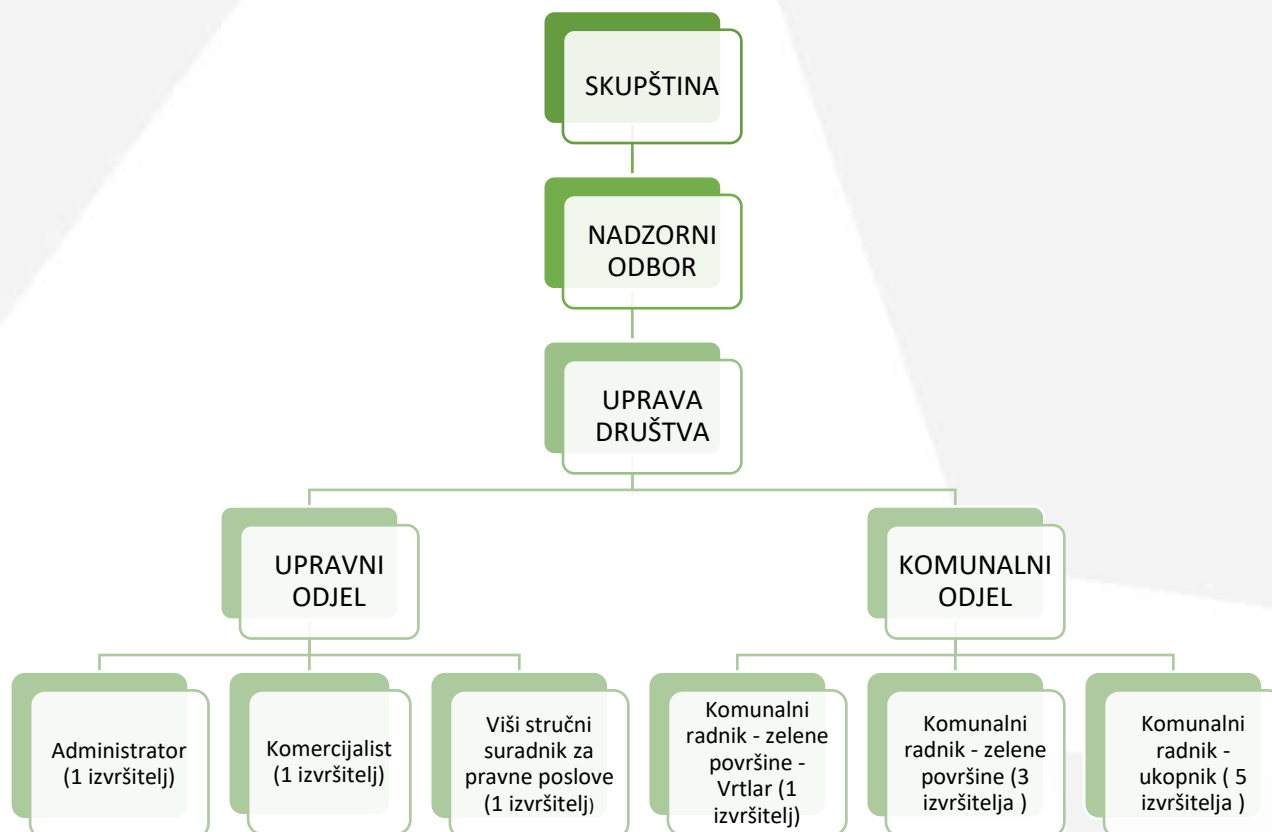 SKUPŠTINA
NADZORNI
ODBOR
UPRAVA
DRUŠTVA
UPRAVNI
ODJEL
KOMUNALNI
ODJEL
Administrator
(1 izvršitelj)
Komercijalist
(1 izvršitelj)
Viši stručni
suradnik za
pravne poslove
(1 izvršitelj)
Komunalni
radnik - zelene
površine -
Vrtlar (1
izvršitelj)
Komunalni
radnik - zelene
površine (3
izvršitelja )
Komunalni
radnik -
ukopnik ( 5
izvršitelja )